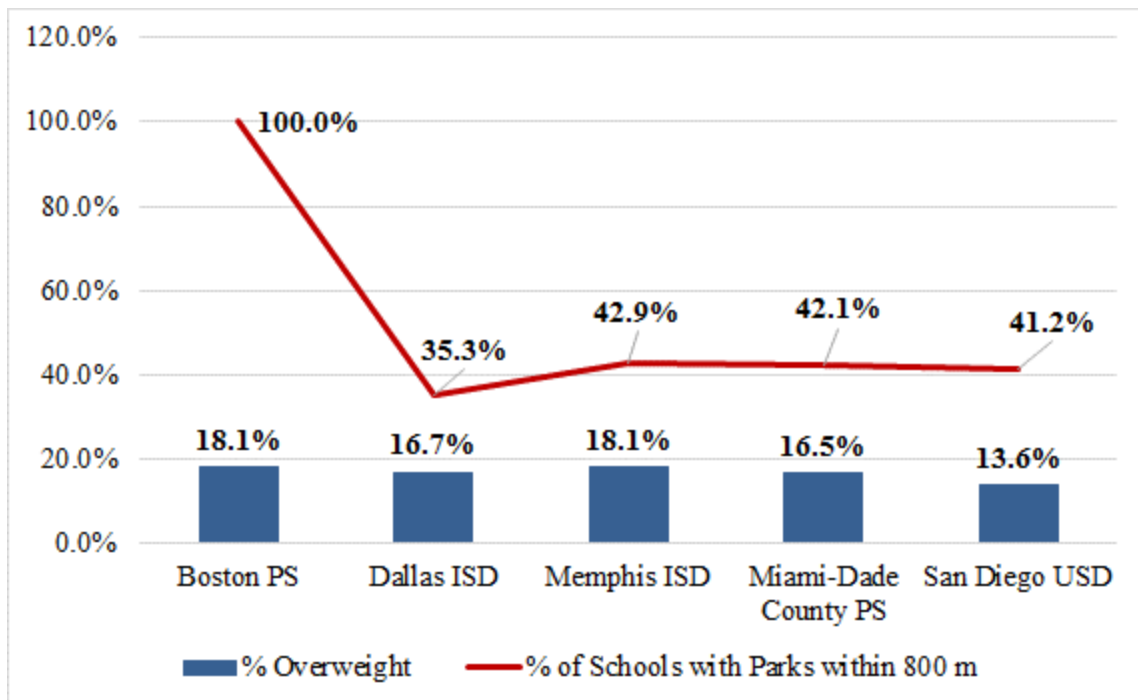 120.0%
100.0%
80.0%
60.0%
40.0%
20.0%
0.0%
100.0%
35.3%
42.9%
42.1%
41.2%
18.1%
16.7%
18.1%
16.5%
13.6%
Boston PS
Dallas ISD
Memphis ISD
Miami-Dade
County PS
San Diego USD
% Overweight
% of Schools with Parks within 800 m